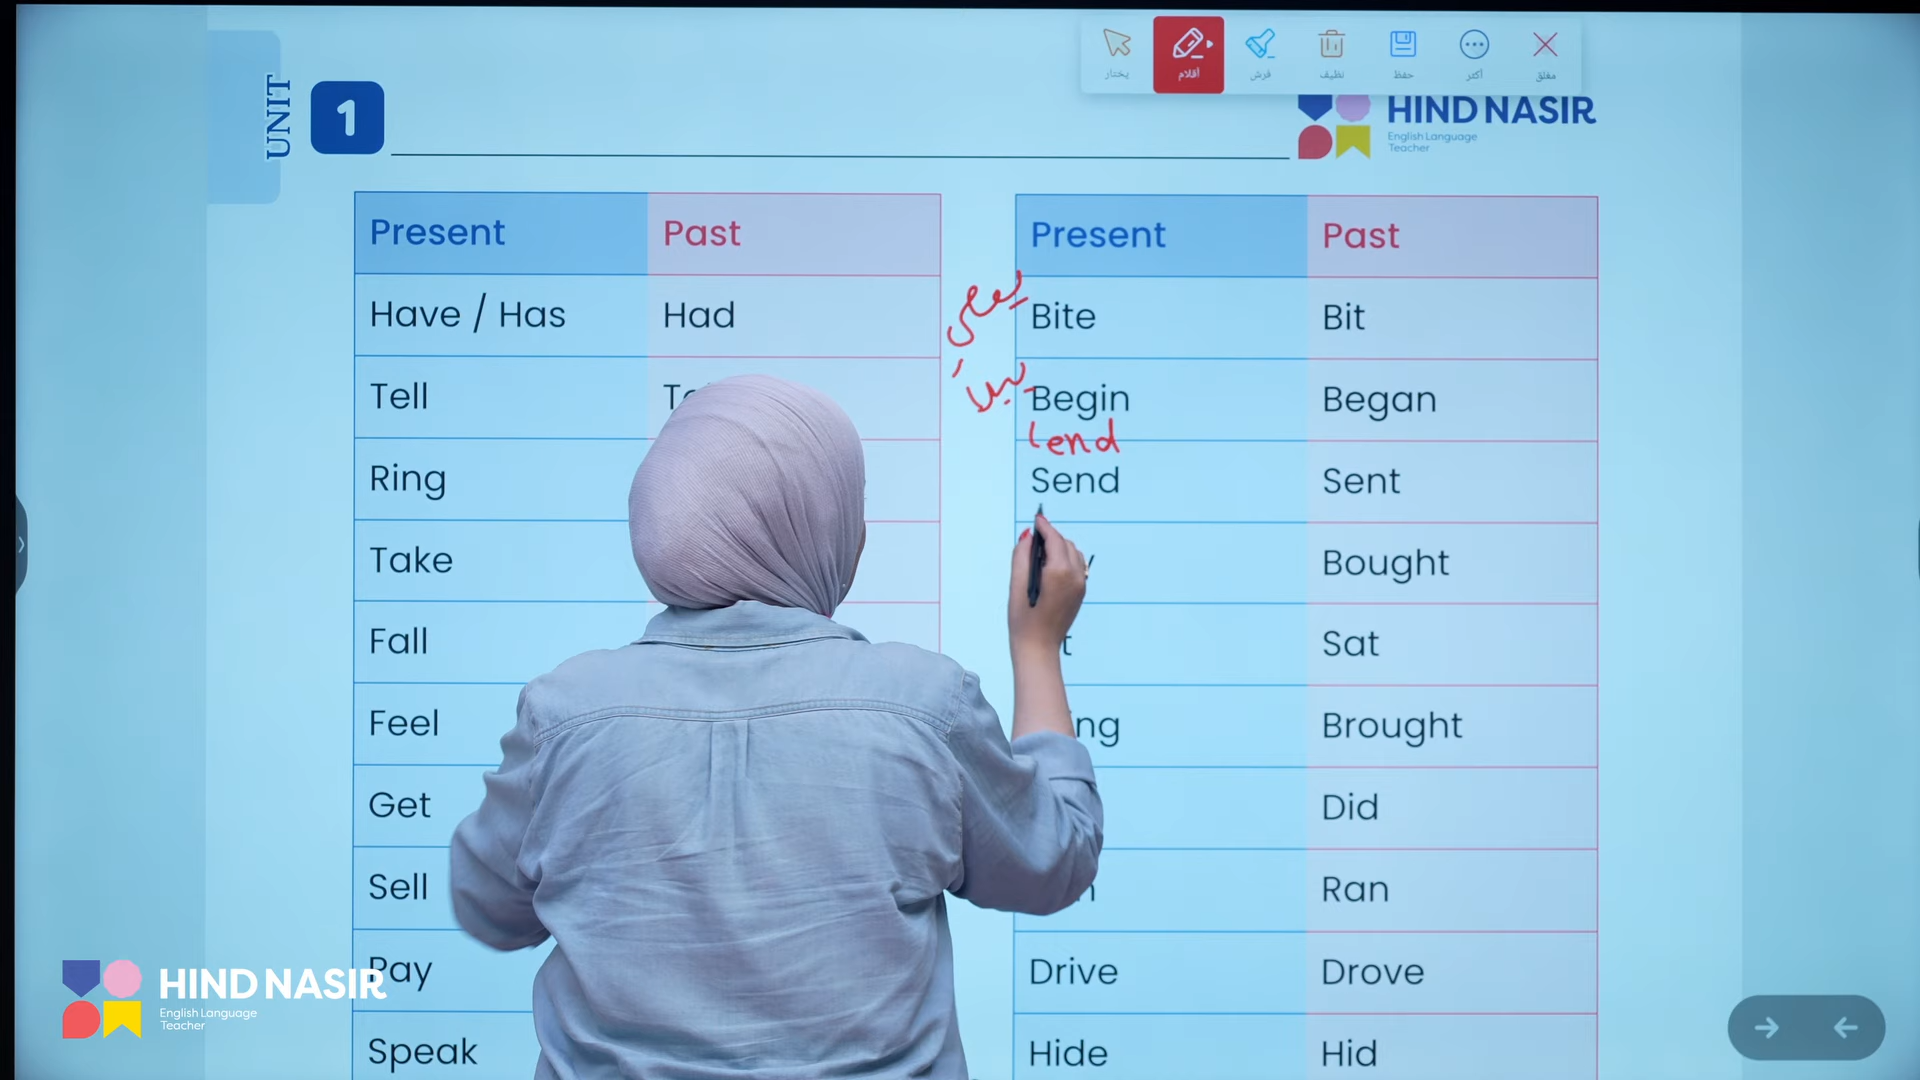 يختار
أقلام
فرش
نظيف
حفظ
أكثر
مغلق
UNIT
1
HIND NASIR
English Language
Teacher
Present Past
Have / Has Had
Tell
Ring
Take
Fall
Feel
Get
Sell
Pay
Speak
Present Past
يعض Bite Bit
يبدأ Begin Began
lend
Send Sent
Bought
Sat
Brought
Did
Ran
Drive Drove
Hide Hid
HIND NASIR
English Language
Teacher